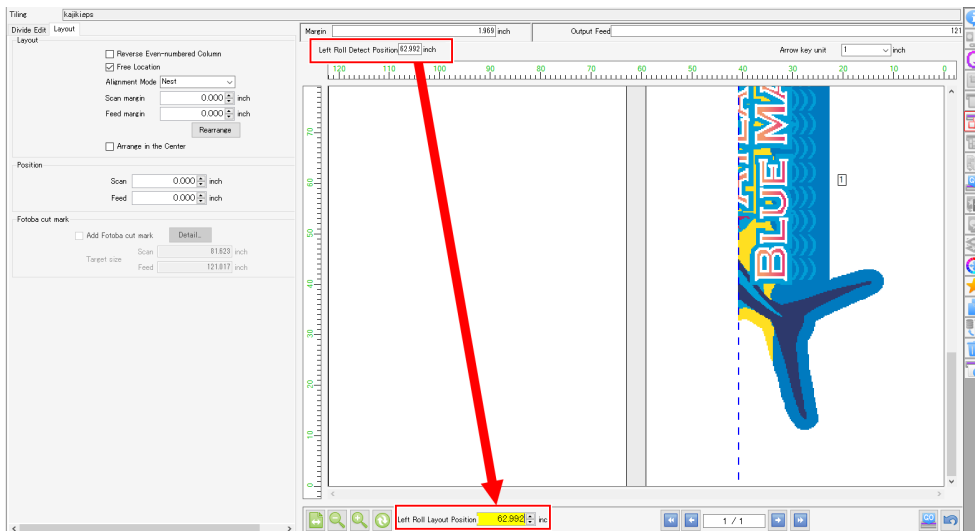 Tiling kajikieps
Divide Edit Layout
Layout
Reverse Even-numbered Column
Free Location
Alignment Mode Nest
Scan margin 0.000 inch
Feed margin 0.000 inch
Rearrange
Arrange in the Center
Position
Scan 0.000 inch
Feed 0.000 inch
Fotoba cut mark
Add Fotoba cut mark Detail...
Target size
Scan 81.623 inch
Feed 121.817 inch
Margin 1.969 inch Output Feed 121
Left Roll Detect Position 62.992 inch Arrow key unit 1 inch
120 110 100 90 80 70 60 50 40 30 20 10 0
70
60
50
40
30
20
10
0
BLUE MA
1
Left Roll Layout Position 62.992 inc
1 / 1